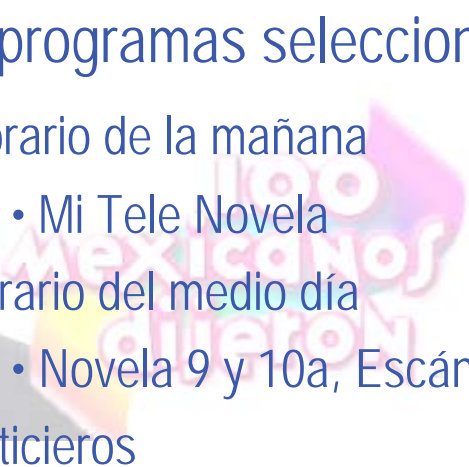 programas seleccion
rario de la mañana
• Mi Tele Novela
rario del medio día
• Novela 9 y 10a, Escán
ticieros
100
Mexicanos
dijeron